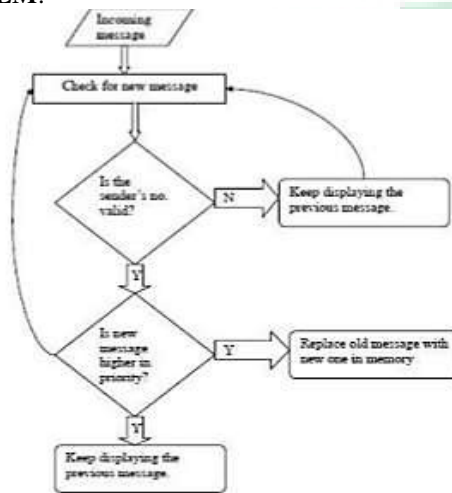 EM:
Incoming
message
Check for new message
Is the
sender's no.
valid?
N
Keep displaying the
previous message.
Y
Is new
message
higher in
priority?
Y
Replace old message with
new one in memory
Y
Keep displaying the
previous message.